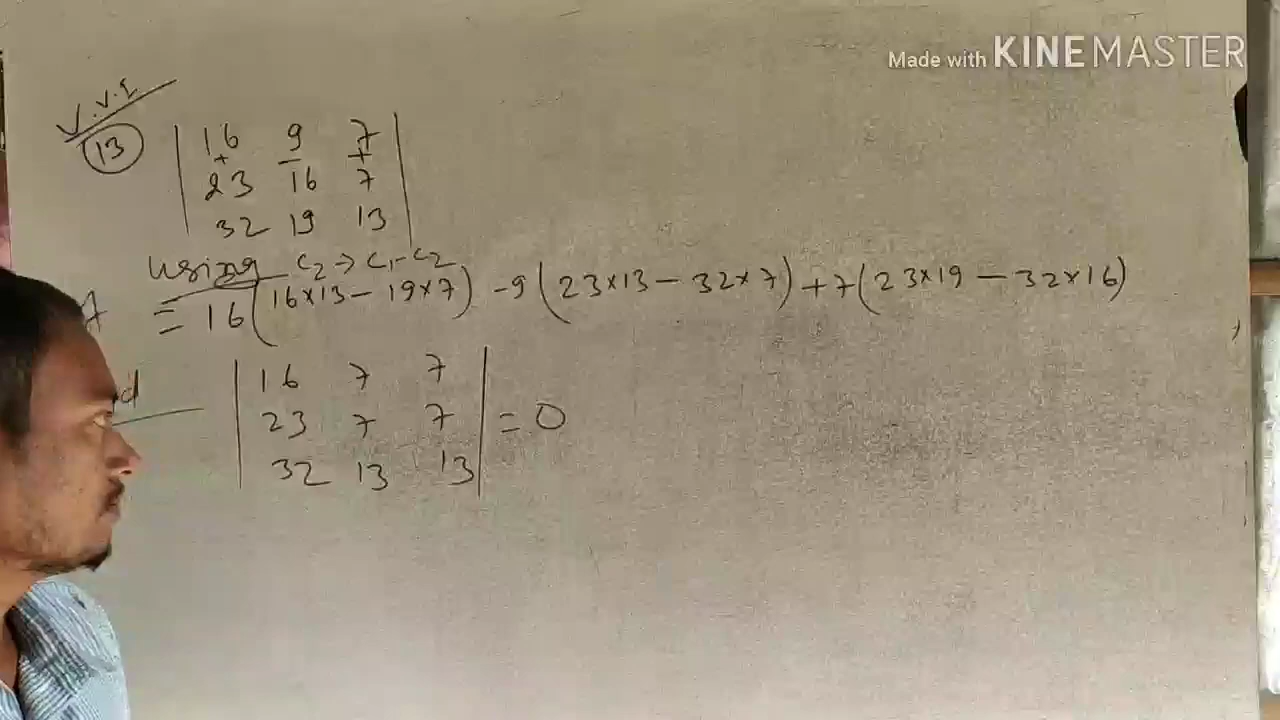 Made with KINEMASTER
V.V.I
13
| 16 9 7 |
+ − +
| 23 16 7 |
| 32 19 13 |
using C2 → C1-C2
= 16(16×13 − 19×7) -9(23×13 − 32×7) + 7(23×19 − 32×16)
| 16 7 7 |
| 23 7 7 | = 0
| 32 13 13 |